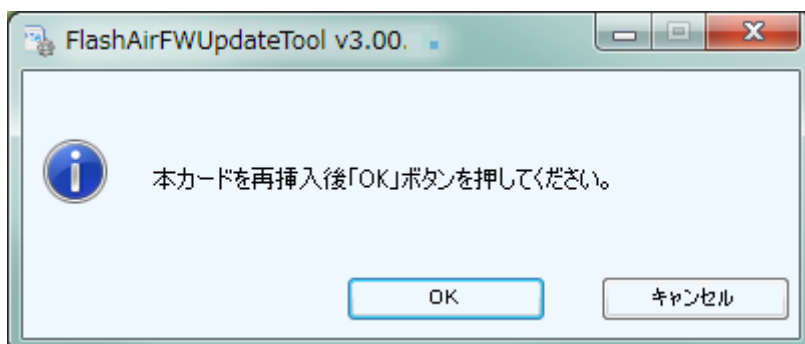 FlashAirFWUpdateTool v3.00.
本カードを再挿入後「OK」ボタンを押してください。
OK
キャンセル